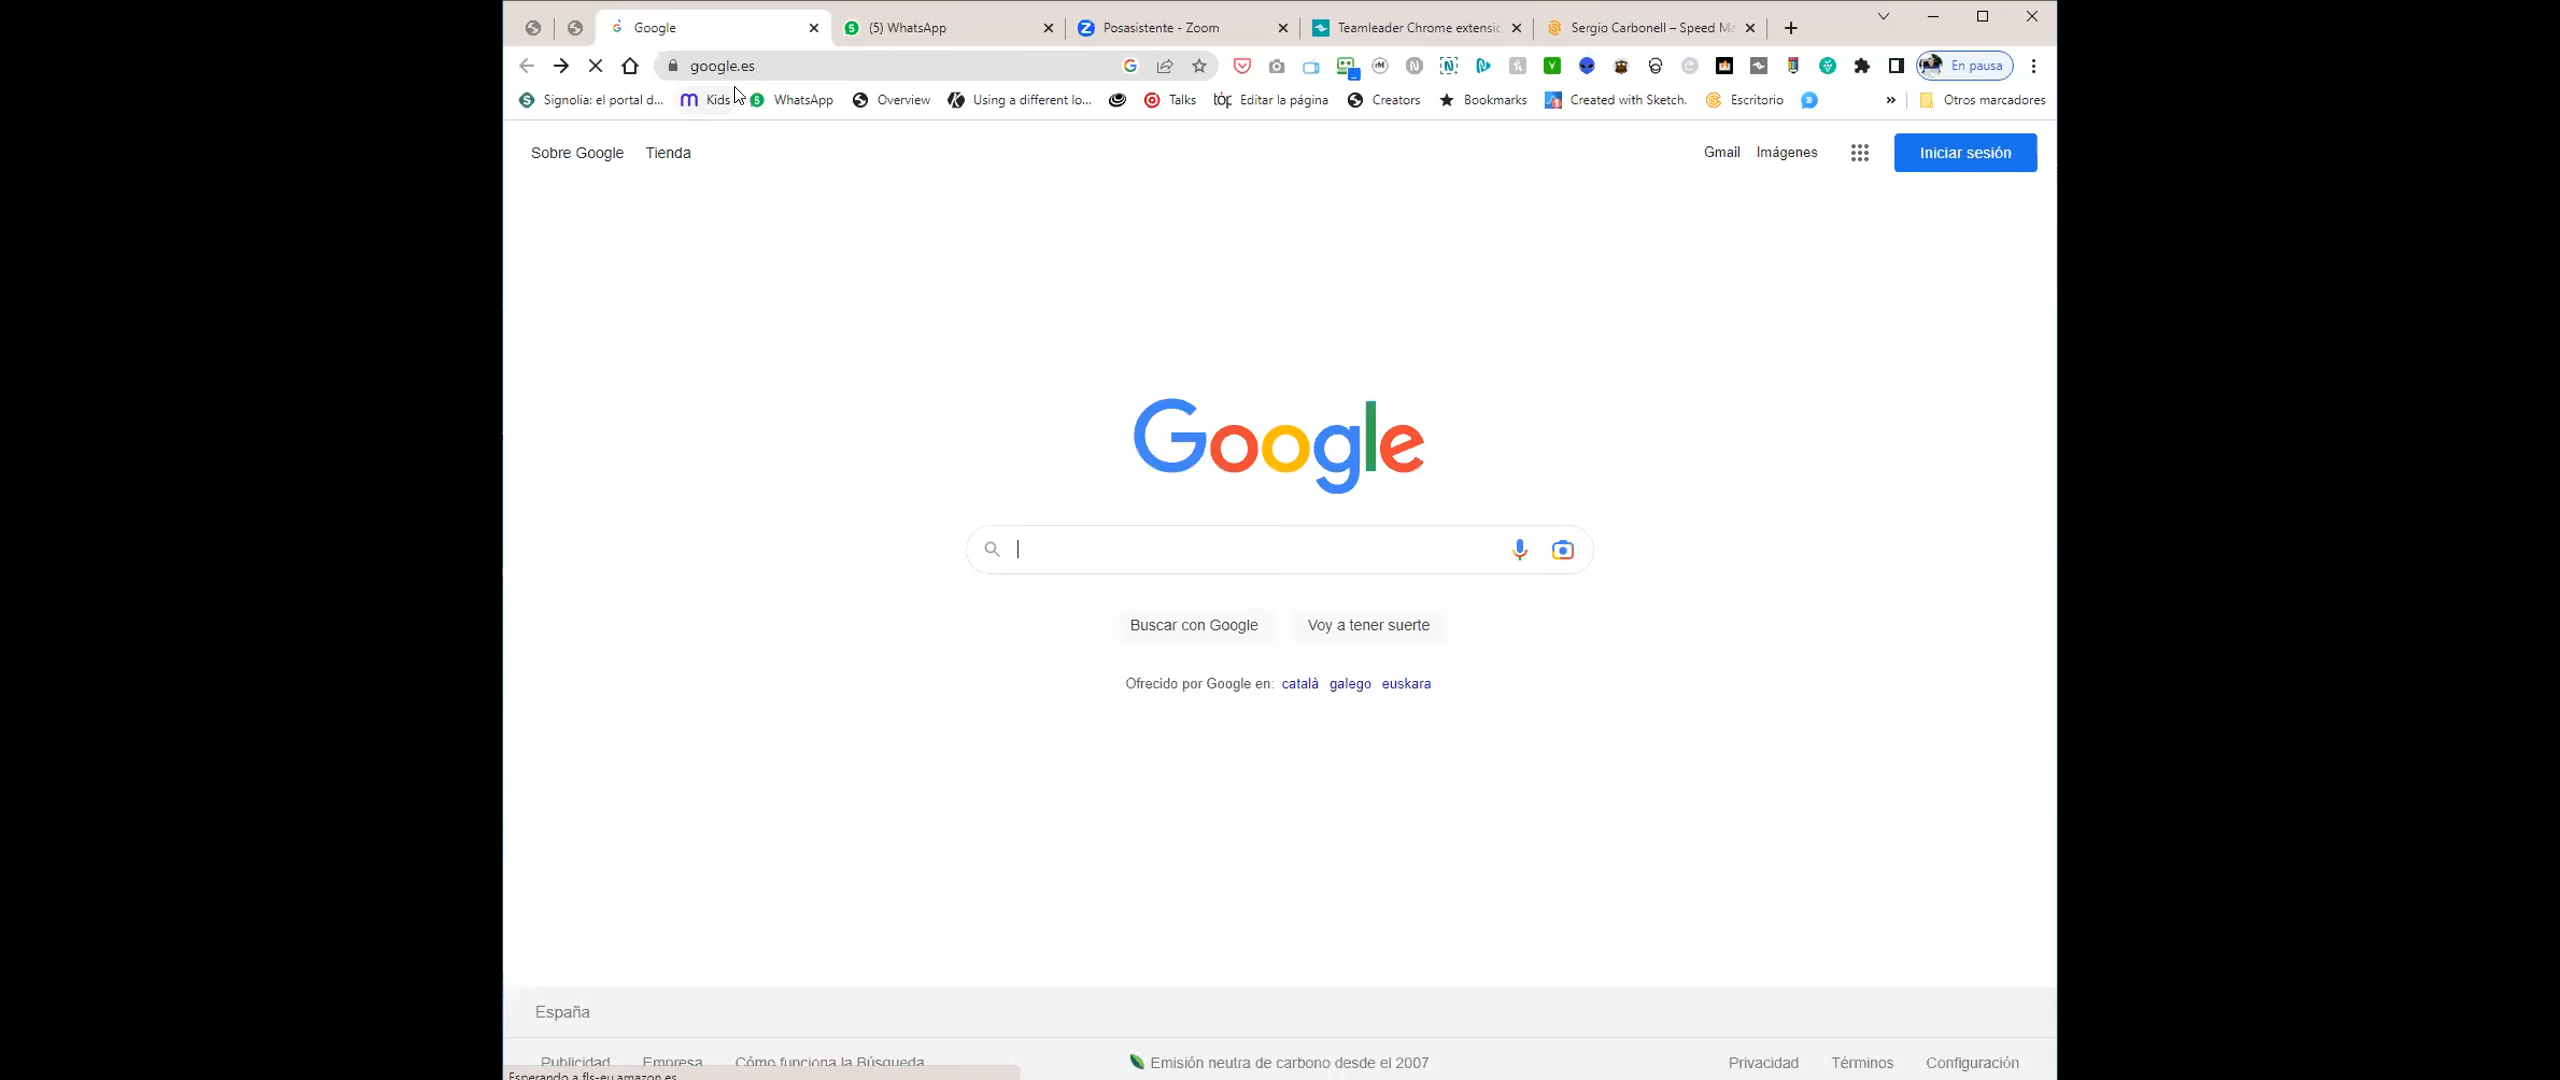 Google (5) WhatsApp Posasistente - Zoom Teamleader Chrome extensic Sergio Carbonell – Speed Ma
google.es En pausa
Signolia: el portal d... Kids WhatsApp Overview Using a different lo... Talks Editar la página Creators Bookmarks Created with Sketch. Escritorio » Otros marcadores
Sobre Google Tienda Gmail Imágenes Iniciar sesión
Google
Buscar con Google Voy a tener suerte
Ofrecido por Google en: català galego euskara
España
Publicidad Empresa Cómo funciona la Búsqueda Emisión neutra de carbono desde el 2007 Privacidad Términos Configuración
Esperando a fls-eu.amazon.es